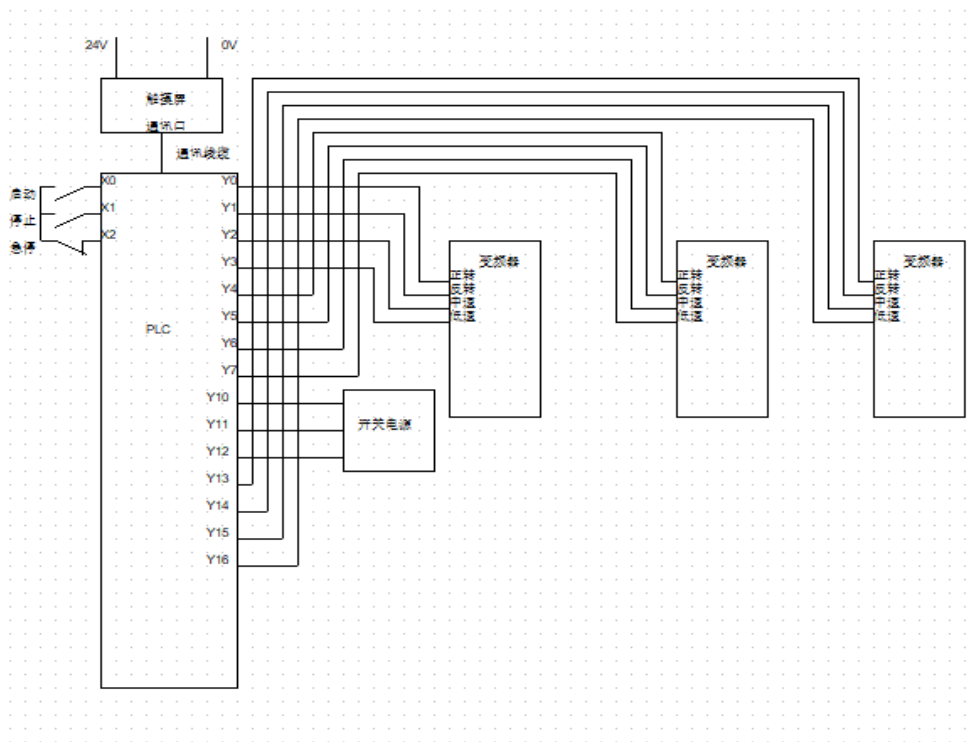 24V
0V
触摸屏
通讯口
通讯线缆
启动
停止
急停
X0
X1
X2
PLC
Y0
Y1
Y2
Y3
Y4
Y5
Y6
Y7
Y10
Y11
Y12
Y13
Y14
Y15
Y16
开关电源
变频器
正转
反转
中速
低速
变频器
正转
反转
中速
低速
变频器
正转
反转
中速
低速